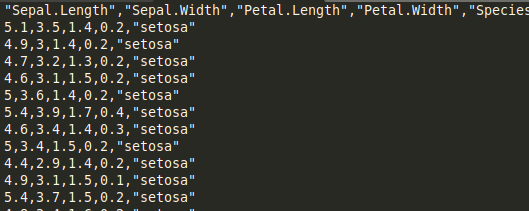 "Sepal.Length","Sepal.Width","Petal.Length","Petal.Width","Species
5.1,3.5,1.4,0.2,"setosa"
4.9,3,1.4,0.2,"setosa"
4.7,3.2,1.3,0.2,"setosa"
4.6,3.1,1.5,0.2,"setosa"
5,3.6,1.4,0.2,"setosa"
5.4,3.9,1.7,0.4,"setosa"
4.6,3.4,1.4,0.3,"setosa"
5,3.4,1.5,0.2,"setosa"
4.4,2.9,1.4,0.2,"setosa"
4.9,3.1,1.5,0.1,"setosa"
5.4,3.7,1.5,0.2,"setosa"